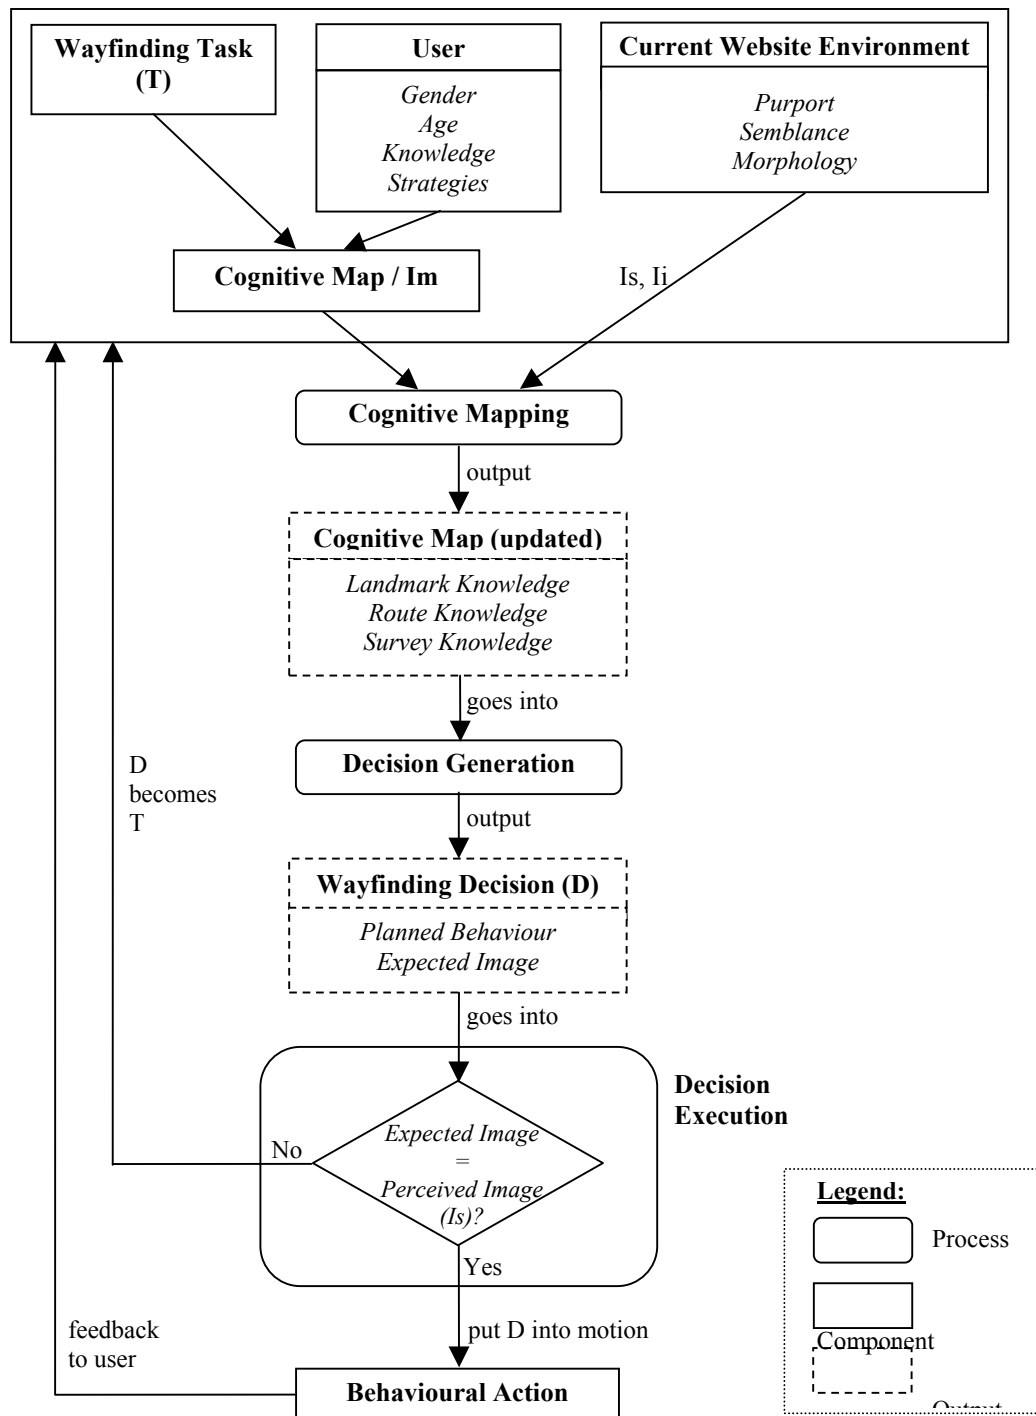 Wayfinding Task
(T)
User
Gender
Age
Knowledge
Strategies
Current Website Environment
Purport
Semblance
Morphology
Cognitive Map / Im
Is, Ii
Cognitive Mapping
output
Cognitive Map (updated)
Landmark Knowledge
Route Knowledge
Survey Knowledge
goes into
Decision Generation
D
becomes
T
output
Wayfinding Decision (D)
Planned Behaviour
Expected Image
goes into
Decision
Execution
No
Expected Image
=
Perceived Image
(Is)?
Yes
feedback
to user
put D into motion
Behavioural Action
Legend:
Process
Component
Output